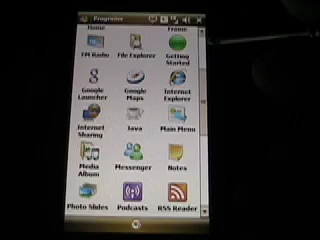 Programs
Home Frame
FM Radio File Explorer Getting
Started
Google Google Internet
Launcher Maps Explorer
Internet Java Main Menu
Sharing
Media Messenger Notes
Album
Photo Slides Podcasts RSS Reader